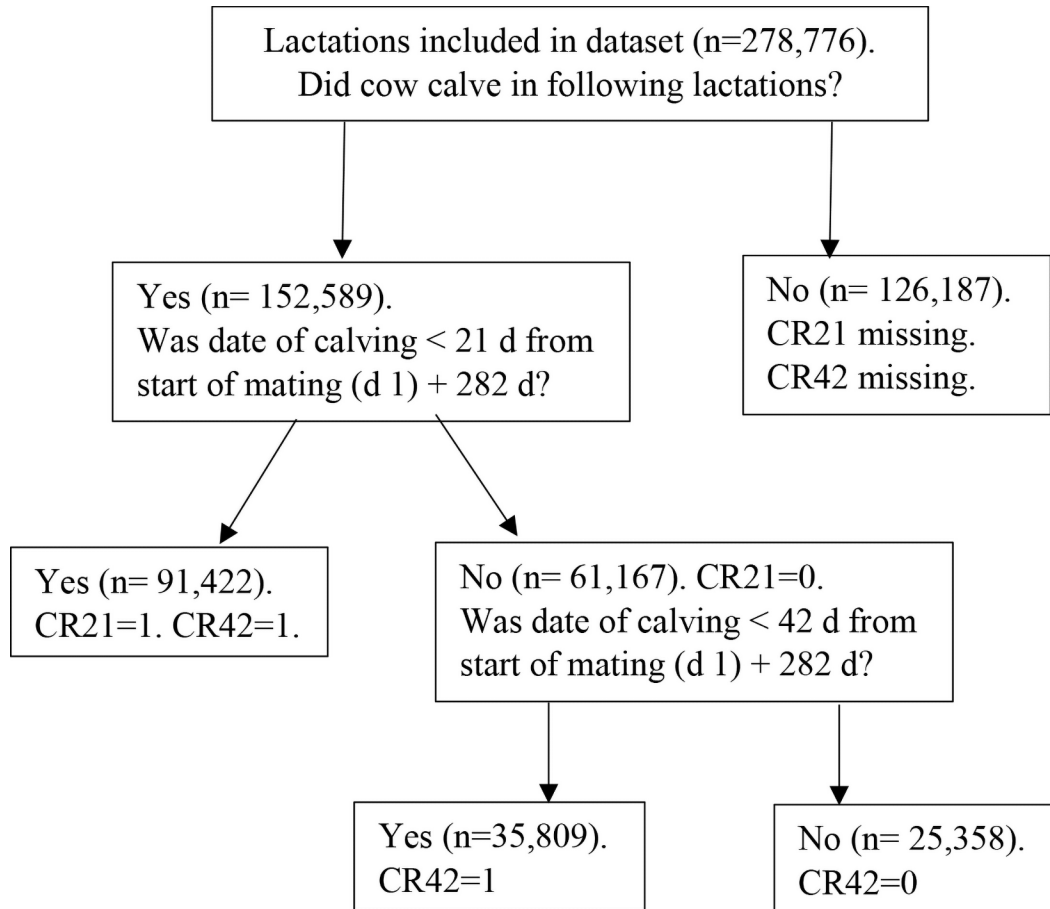 Lactations included in dataset (n=278,776).
Did cow calve in following lactations?
Yes (n= 152,589).
Was date of calving < 21 d from
start of mating (d 1) + 282 d?
No (n= 126,187).
CR21 missing.
CR42 missing.
Yes (n= 91,422).
CR21=1. CR42=1.
No (n= 61,167). CR21=0.
Was date of calving < 42 d from
start of mating (d 1) + 282 d?
Yes (n=35,809).
CR42=1
No (n= 25,358).
CR42=0